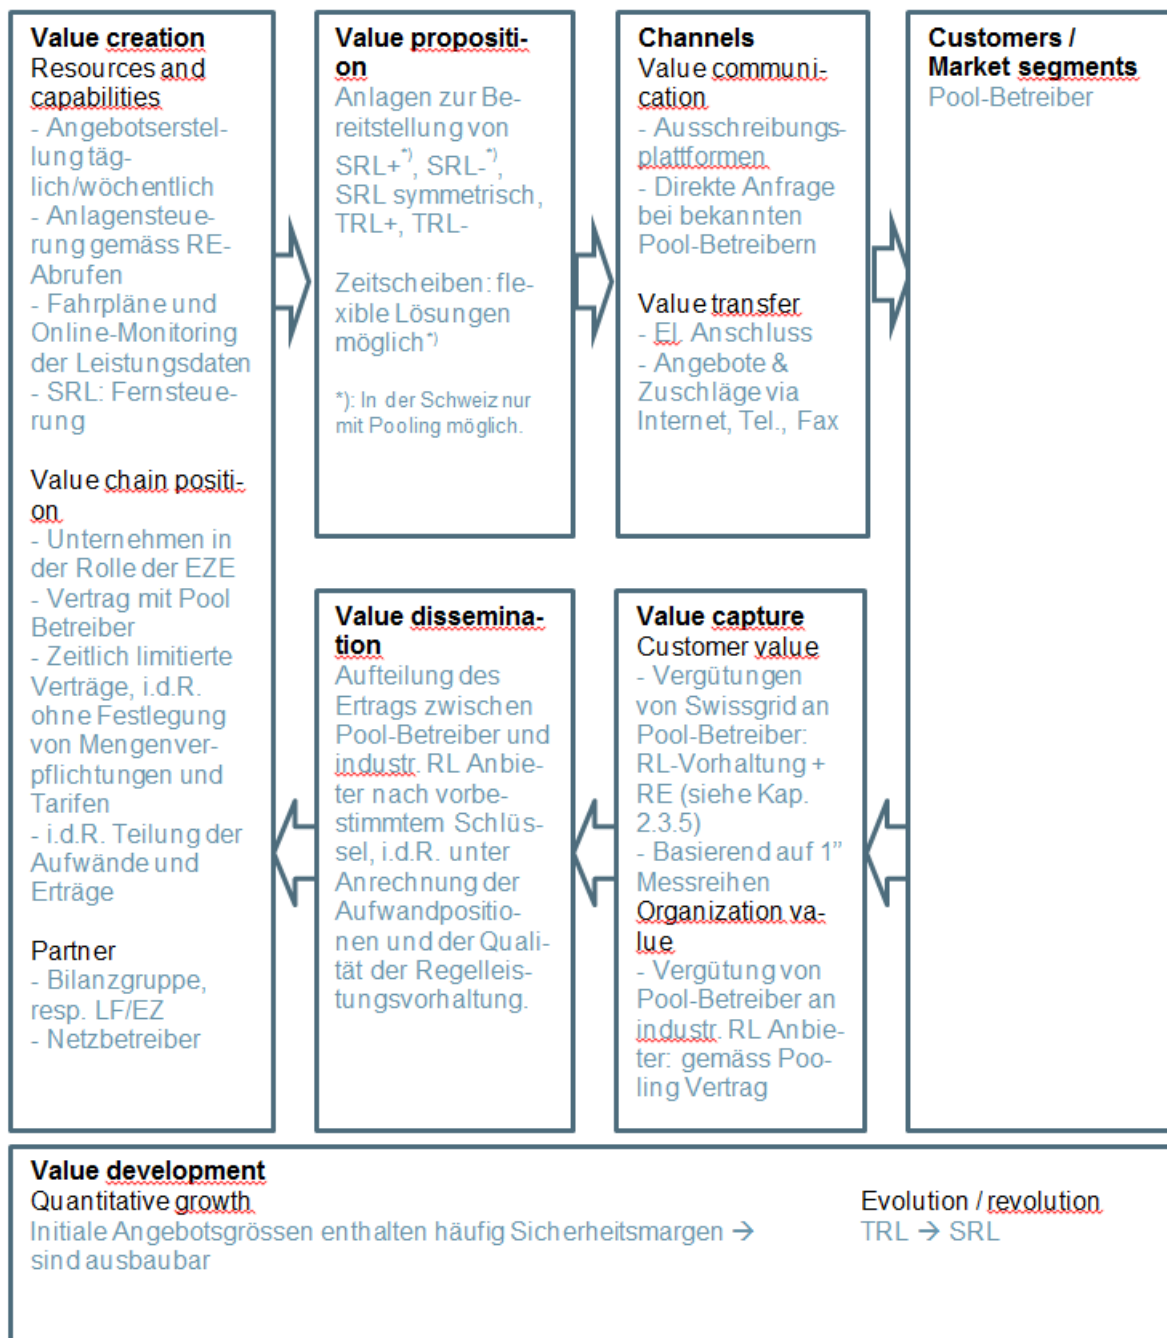 Value creation
Resources and
capabilities
- Angebotserstel-
lung täg-
lich/wöchentlich
- Anlagensteue-
rung gemäss RE-
Abrufen
- Fahrpläne und
Online-Monitoring
der Leistungsdaten
- SRL: Fernsteue-
rung
Value chain positi-
on
- Unternehmen in
der Rolle der EZE
- Vertrag mit Pool
Betreiber
- Zeitlich limitierte
Verträge, i.d.R.
ohne Festlegung
von Mengenver-
pflichtungen und
Tarifen
- i.d.R. Teilung der
Aufwände und
Erträge
Partner
- Bilanzgruppe,
resp. LF/EZ
- Netzbetreiber
Value propositi-
on
Anlagen zur Be-
reitstellung von
SRL+*), SRL-*),
SRL symmetrisch,
TRL+, TRL-
Zeitscheiben: fle-
xible Lösungen
möglich*)
*): In der Schweiz nur
mit Pooling möglich.
Channels
Value communi-
cation
- Ausschreibungs-
plattformen
- Direkte Anfrage
bei bekannten
Pool-Betreibern
Value transfer
- El. Anschluss
- Angebote &
Zuschläge via
Internet, Tel., Fax
Customers /
Market segments
Pool-Betreiber
Value dissemina-
tion
Aufteilung des
Ertrags zwischen
Pool-Betreiber und
industr. RL Anbie-
ter nach vorbe-
stimmtem Schlüs-
sel, i.d.R. unter
Anrechnung der
Aufwandpositio-
nen und der Quali-
tät der Regelleis-
tungsvorhaltung.
Value capture
Customer value
- Vergütungen
von Swissgrid an
Pool-Betreiber:
RL-Vorhaltung +
RE (siehe Kap.
2.3.5)
- Basierend auf 1”
Messreihen
Organization va-
lue
- Vergütung von
Pool-Betreiber an
industr. RL Anbie-
ter: gemäss Poo-
ling Vertrag
Value development
Quantitative growth
Initiale Angebotsgrössen enthalten häufig Sicherheitsmargen →
sind ausbaubar
Evolution / revolution
TRL → SRL